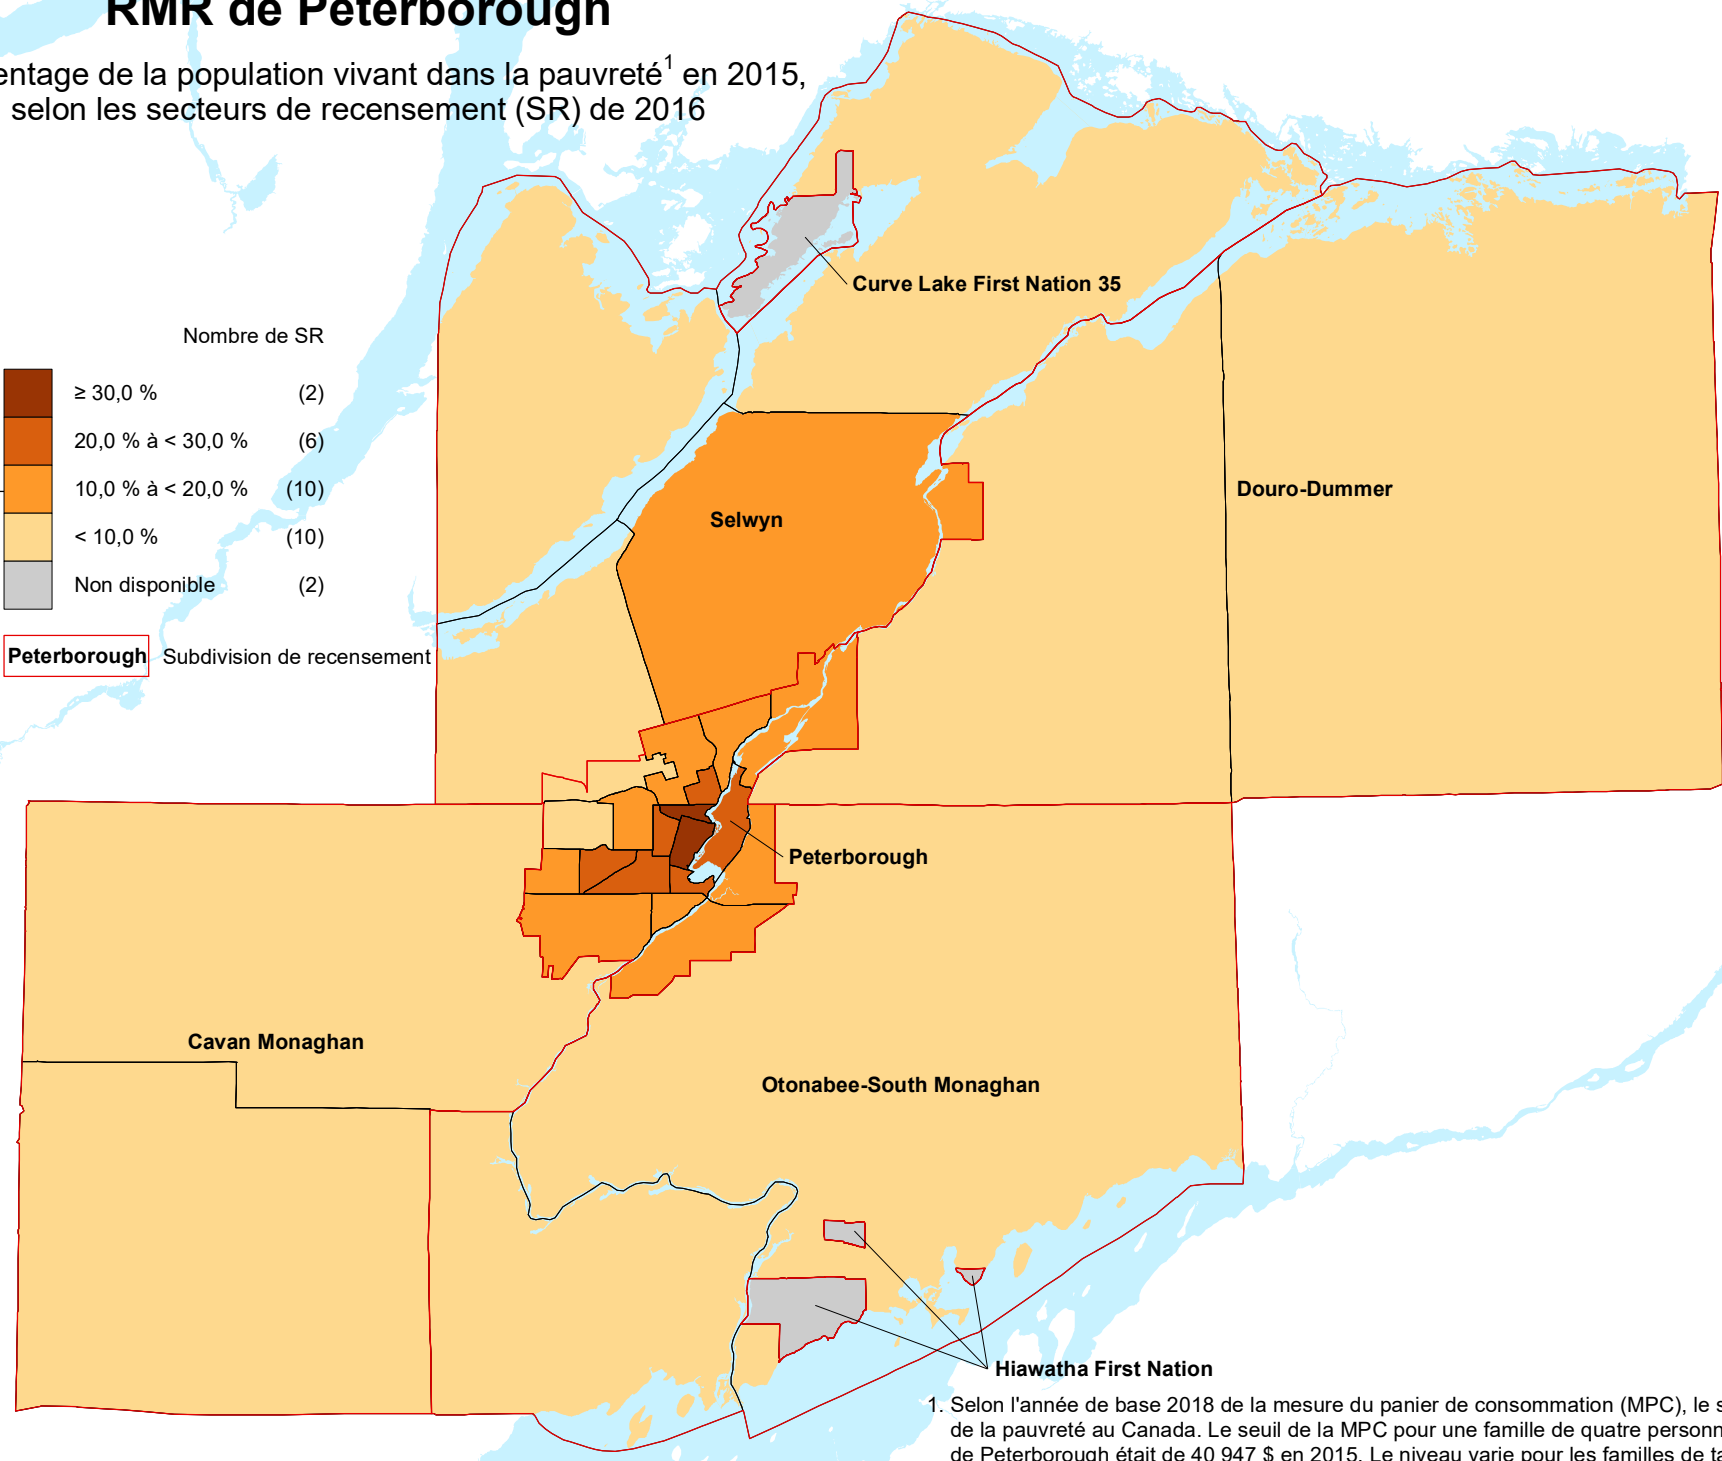 RMR de Peterborough
entage de la population vivant dans la pauvreté1 en 2015,
selon les secteurs de recensement (SR) de 2016
Curve Lake First Nation 35
Nombre de SR
≥ 30,0 % (2)
20,0 % à < 30,0 % (6)
10,0 % à < 20,0 % (10)
< 10,0 % (10)
Non disponible (2)
Peterborough Subdivision de recensement
Douro-Dummer
Selwyn
Peterborough
Cavan Monaghan
Otonabee-South Monaghan
Hiawatha First Nation
1. Selon l'année de base 2018 de la mesure du panier de consommation (MPC), le s
de la pauvreté au Canada. Le seuil de la MPC pour une famille de quatre personn
de Peterborough était de 40 947 $ en 2015. Le niveau varie pour les familles de ta